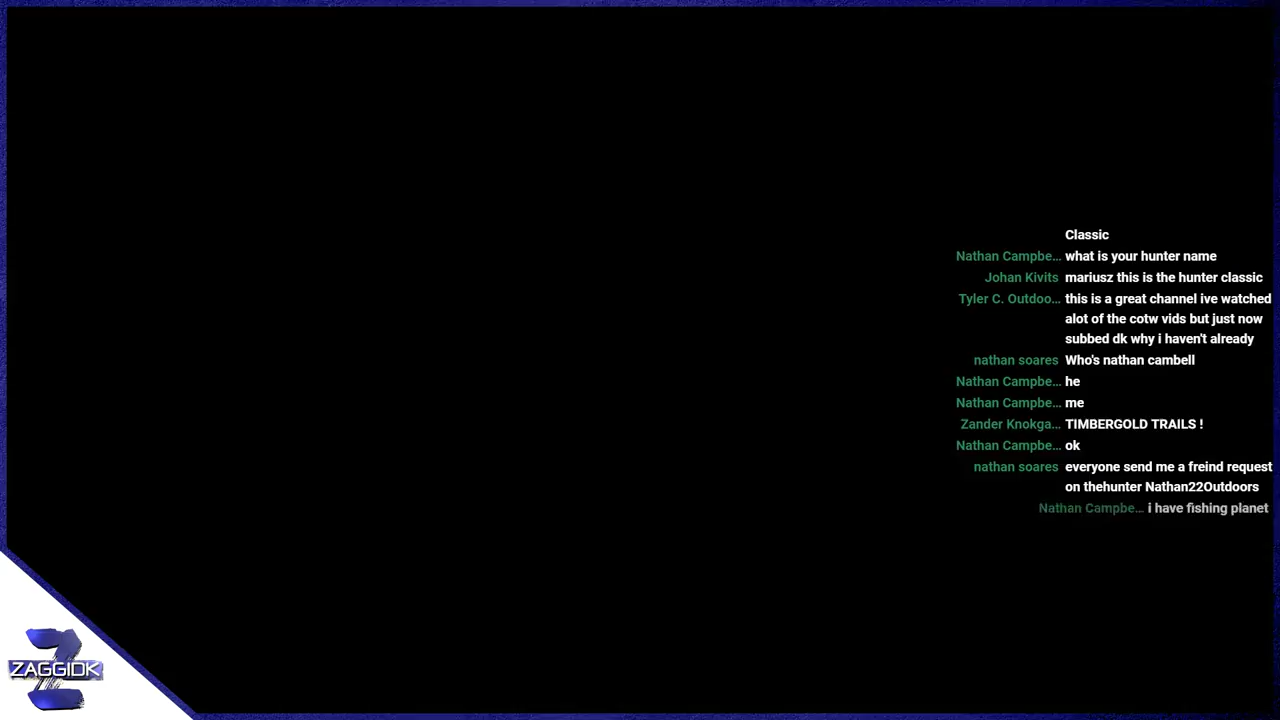 Classic
Nathan Campbe… what is your hunter name
Johan Kivits mariusz this is the hunter classic
Tyler C. Outdoo… this is a great channel ive watched
alot of the cotw vids but just now
subbed dk why i haven't already
nathan soares Who's nathan cambell
Nathan Campbe… he
Nathan Campbe… me
Zander Knokga… TIMBERGOLD TRAILS !
Nathan Campbe… ok
nathan soares everyone send me a freind request
on thehunter Nathan22Outdoors
Nathan Campbe… i have fishing planet
ZAGGIDK